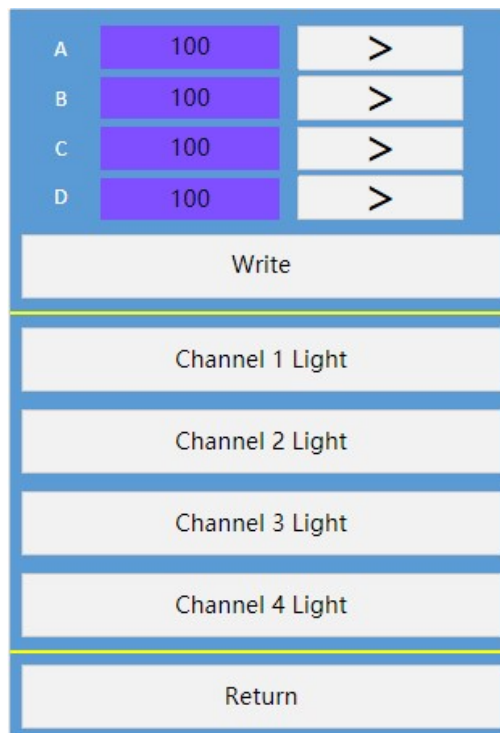 A 100 >
B 100 >
C 100 >
D 100 >
Write
Channel 1 Light
Channel 2 Light
Channel 3 Light
Channel 4 Light
Return